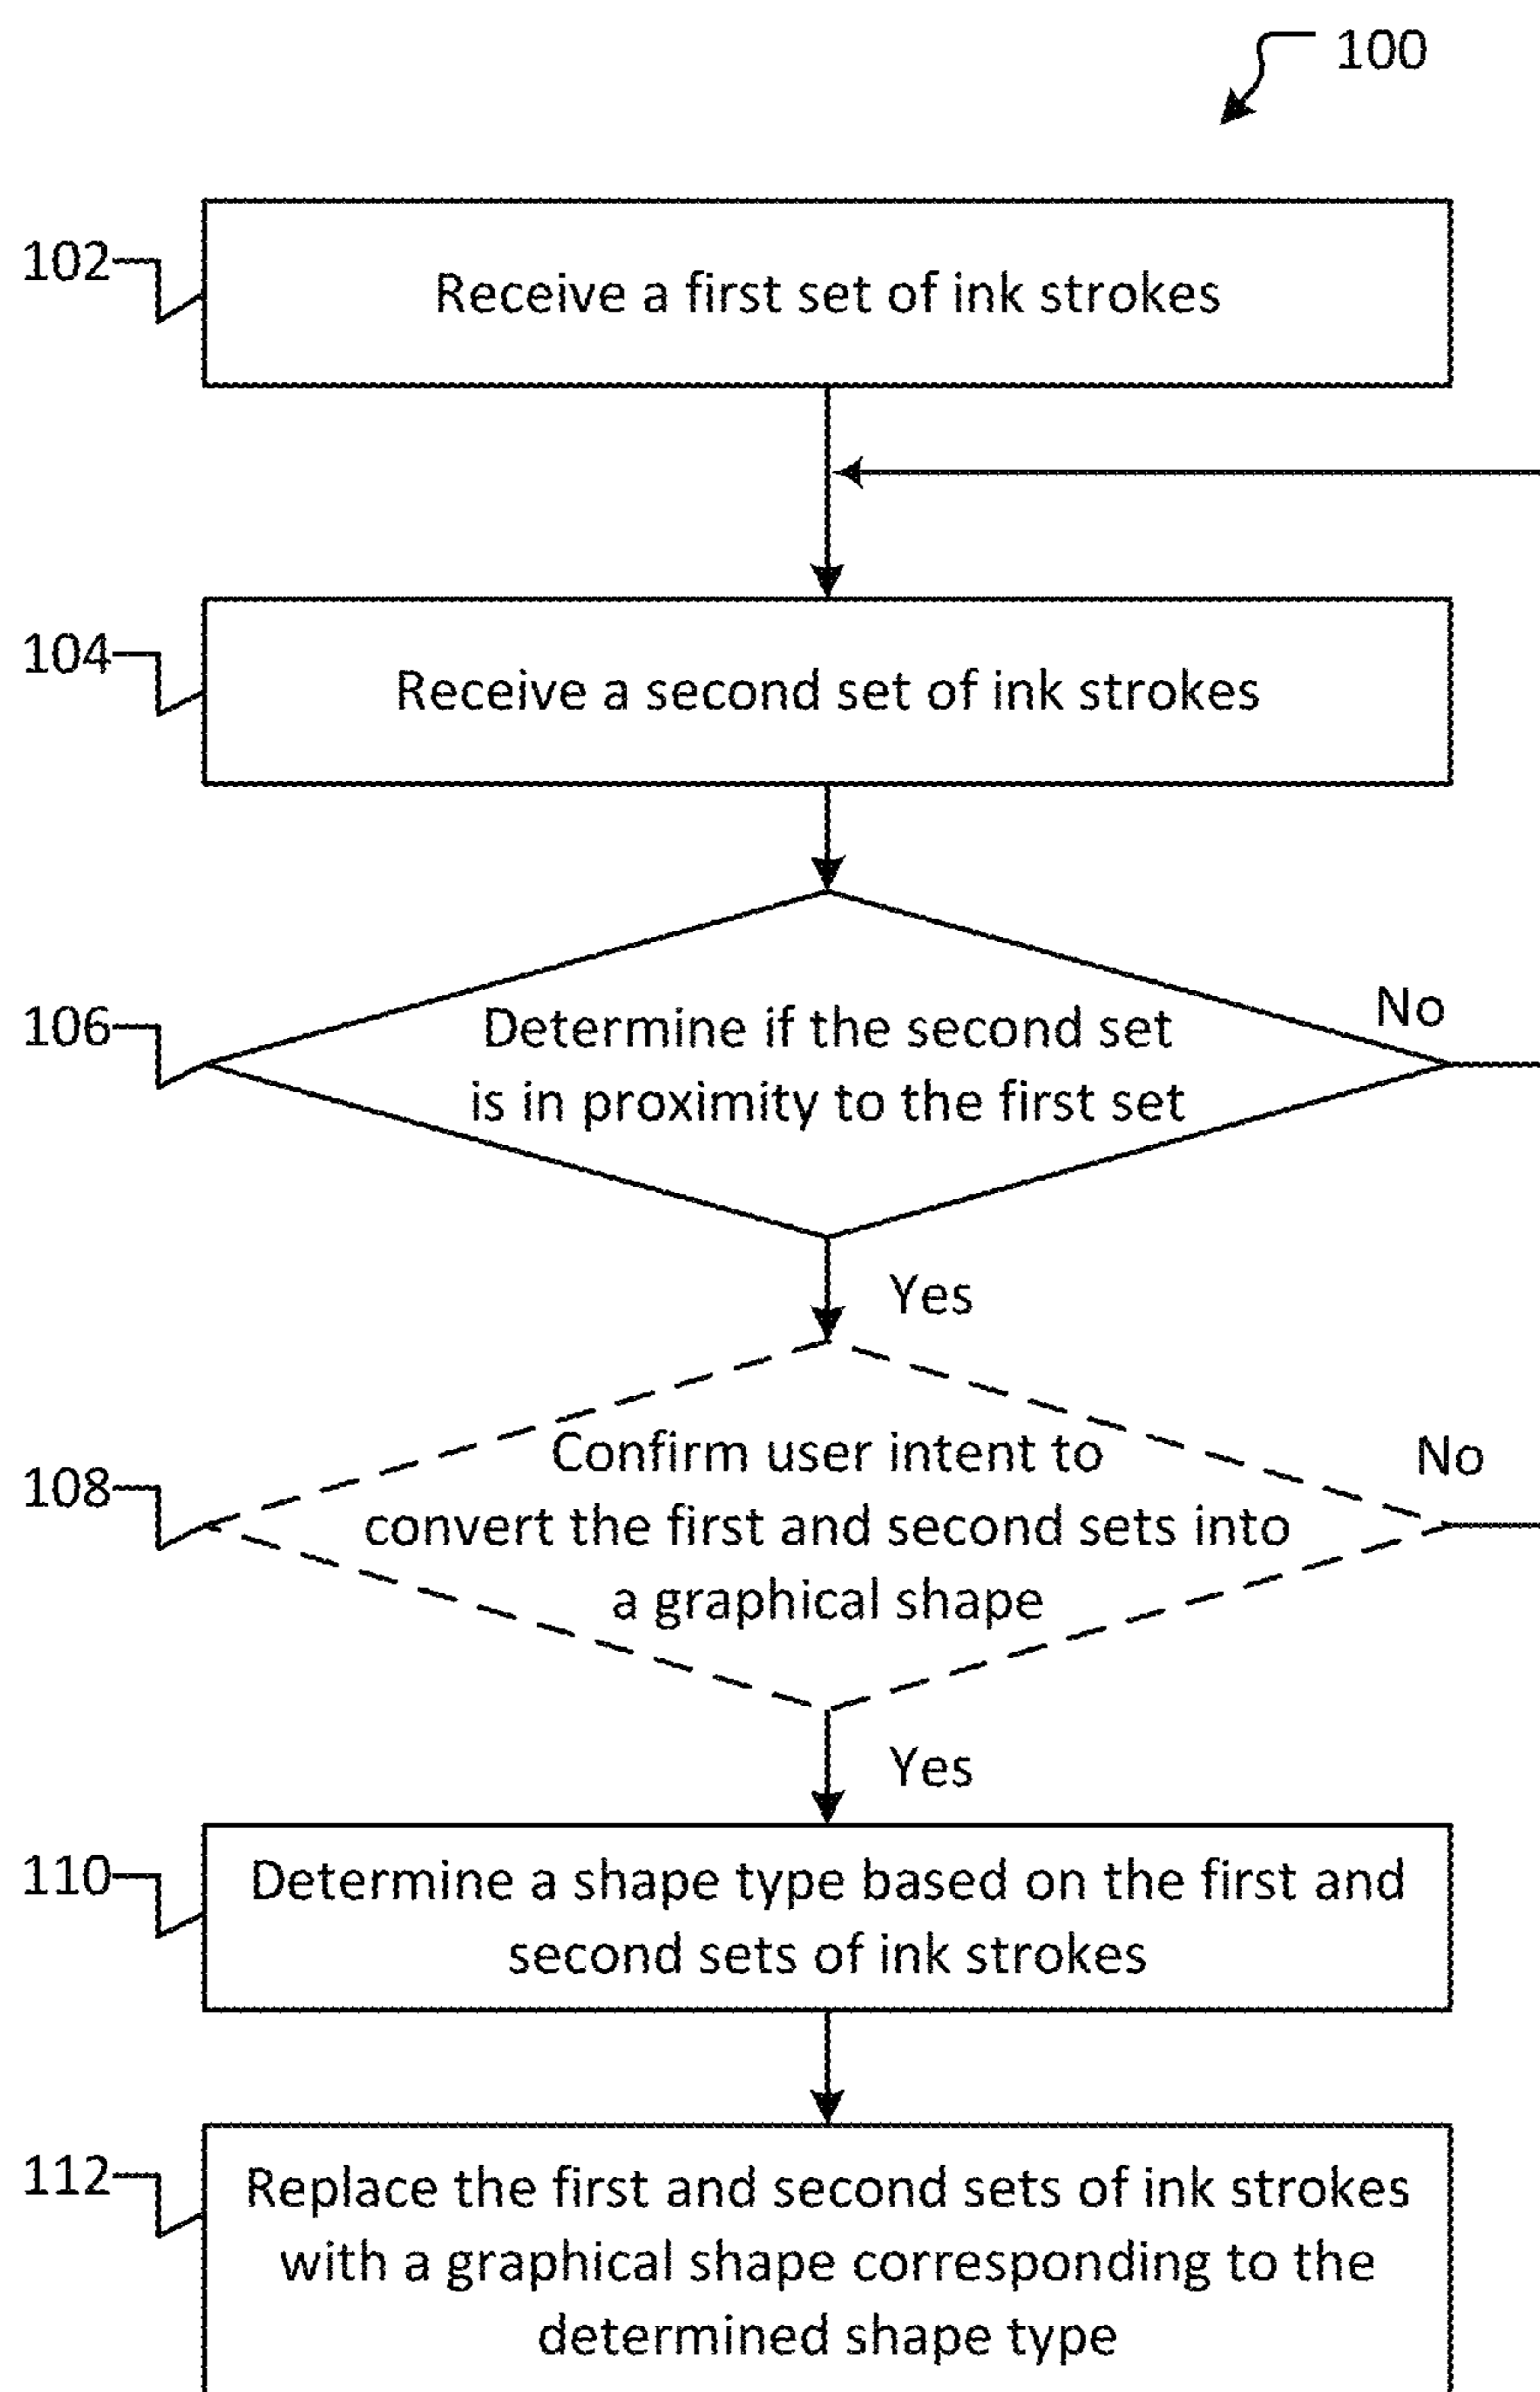 100
102
Receive a first set of ink strokes
104
Receive a second set of ink strokes
106
Determine if the second set
is in proximity to the first set
No
Yes
108
Confirm user intent to
convert the first and second sets into
a graphical shape
No
Yes
110
Determine a shape type based on the first and
second sets of ink strokes
112
Replace the first and second sets of ink strokes
with a graphical shape corresponding to the
determined shape type